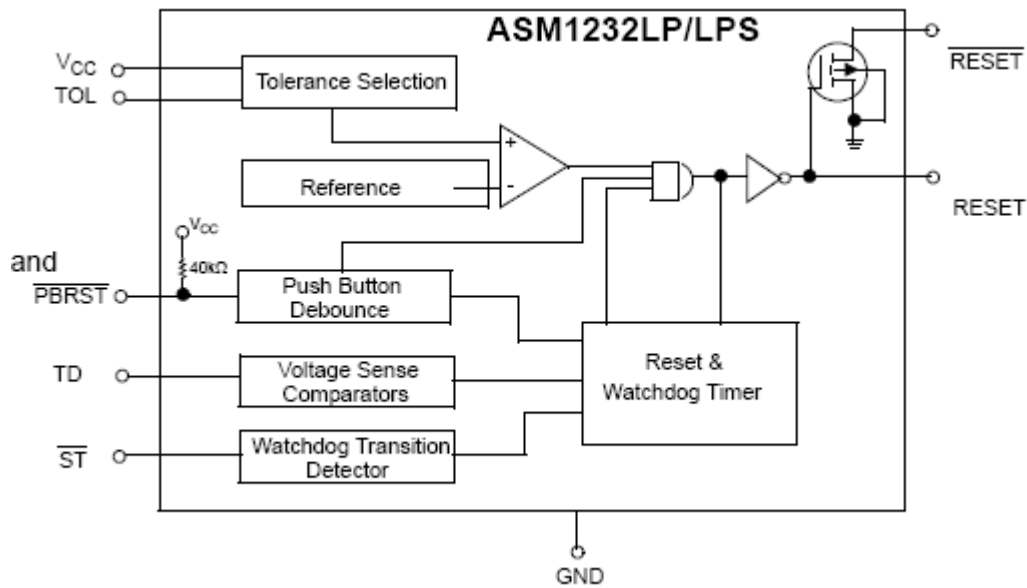 ASM1232LP/LPS
VCC
TOL
Tolerance Selection
RESET
+
-
Reference
RESET
VCC
40kΩ
and
PBRST
Push Button
Debounce
TD
Voltage Sense
Comparators
Reset &
Watchdog Timer
ST
Watchdog Transition
Detector
GND